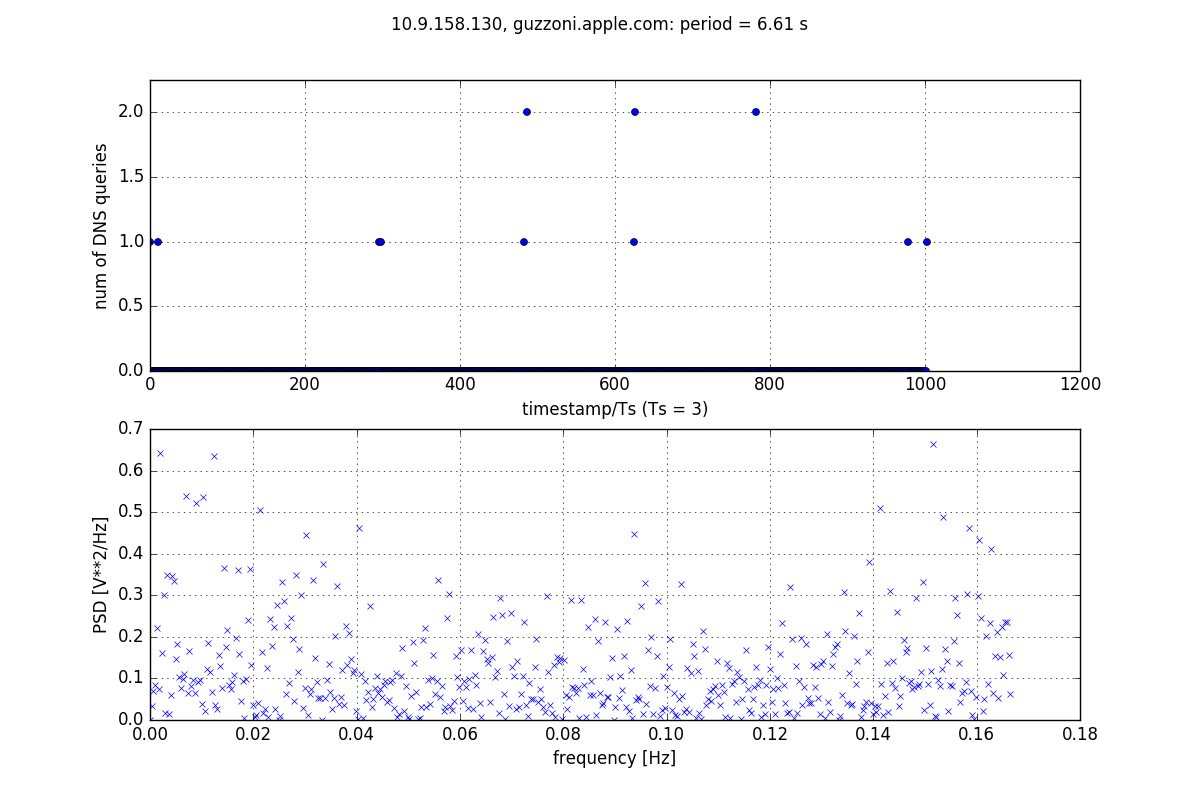 10.9.158.130, guzzoni.apple.com: period = 6.61 s
num of DNS queries
2.0
1.5
1.0
0.5
0.0
0 200 400 600 800 1000 1200
timestamp/Ts (Ts = 3)
PSD [V**2/Hz]
0.7
0.6
0.5
0.4
0.3
0.2
0.1
0.0
0.00 0.02 0.04 0.06 0.08 0.10 0.12 0.14 0.16 0.18
frequency [Hz]